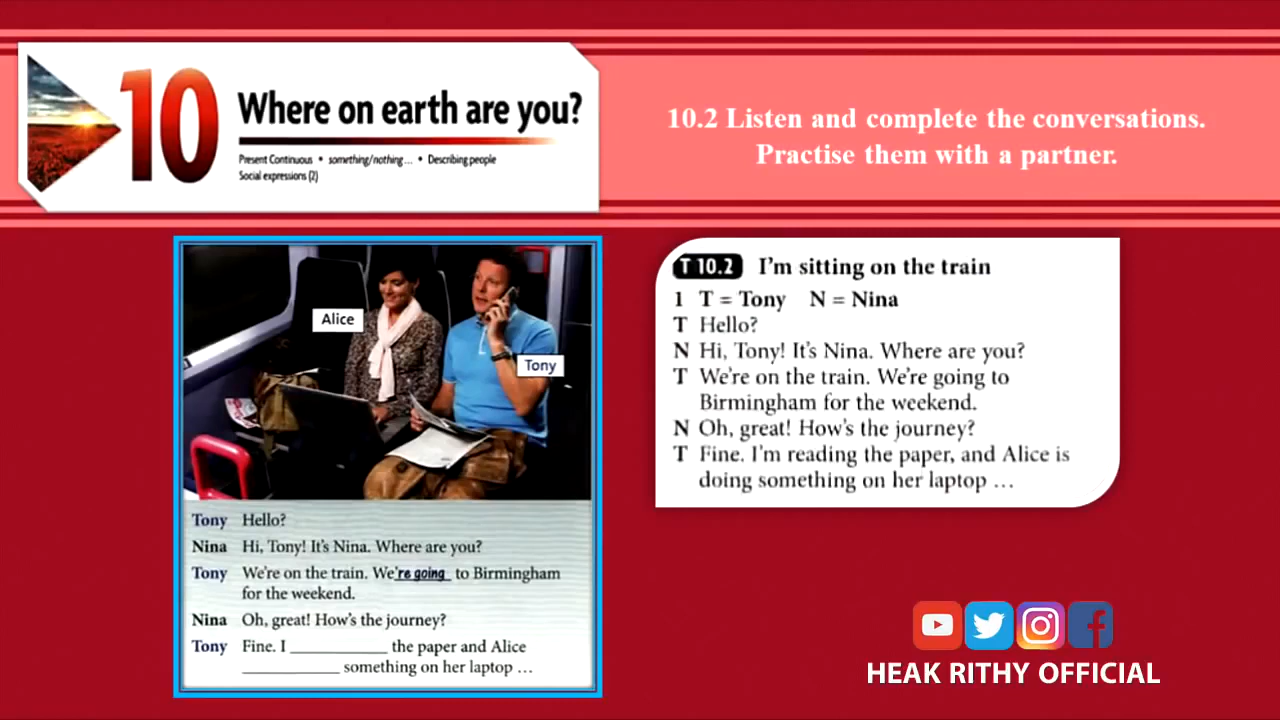 10 Where on earth are you?
Present Continuous • something/nothing... • Describing people
Social expressions (2)
10.2 Listen and complete the conversations.
Practise them with a partner.
Alice
Tony
Tony Hello?
Nina Hi, Tony! It's Nina. Where are you?
Tony We're on the train. We're going to Birmingham
for the weekend.
Nina Oh, great! How's the journey?
Tony Fine. I __________ the paper and Alice
__________ something on her laptop ...
T 10.2 I'm sitting on the train
1 T = Tony N = Nina
T Hello?
N Hi, Tony! It's Nina. Where are you?
T We're on the train. We're going to
Birmingham for the weekend.
N Oh, great! How's the journey?
T Fine. I'm reading the paper, and Alice is
doing something on her laptop ...
HEAK RITHY OFFICIAL